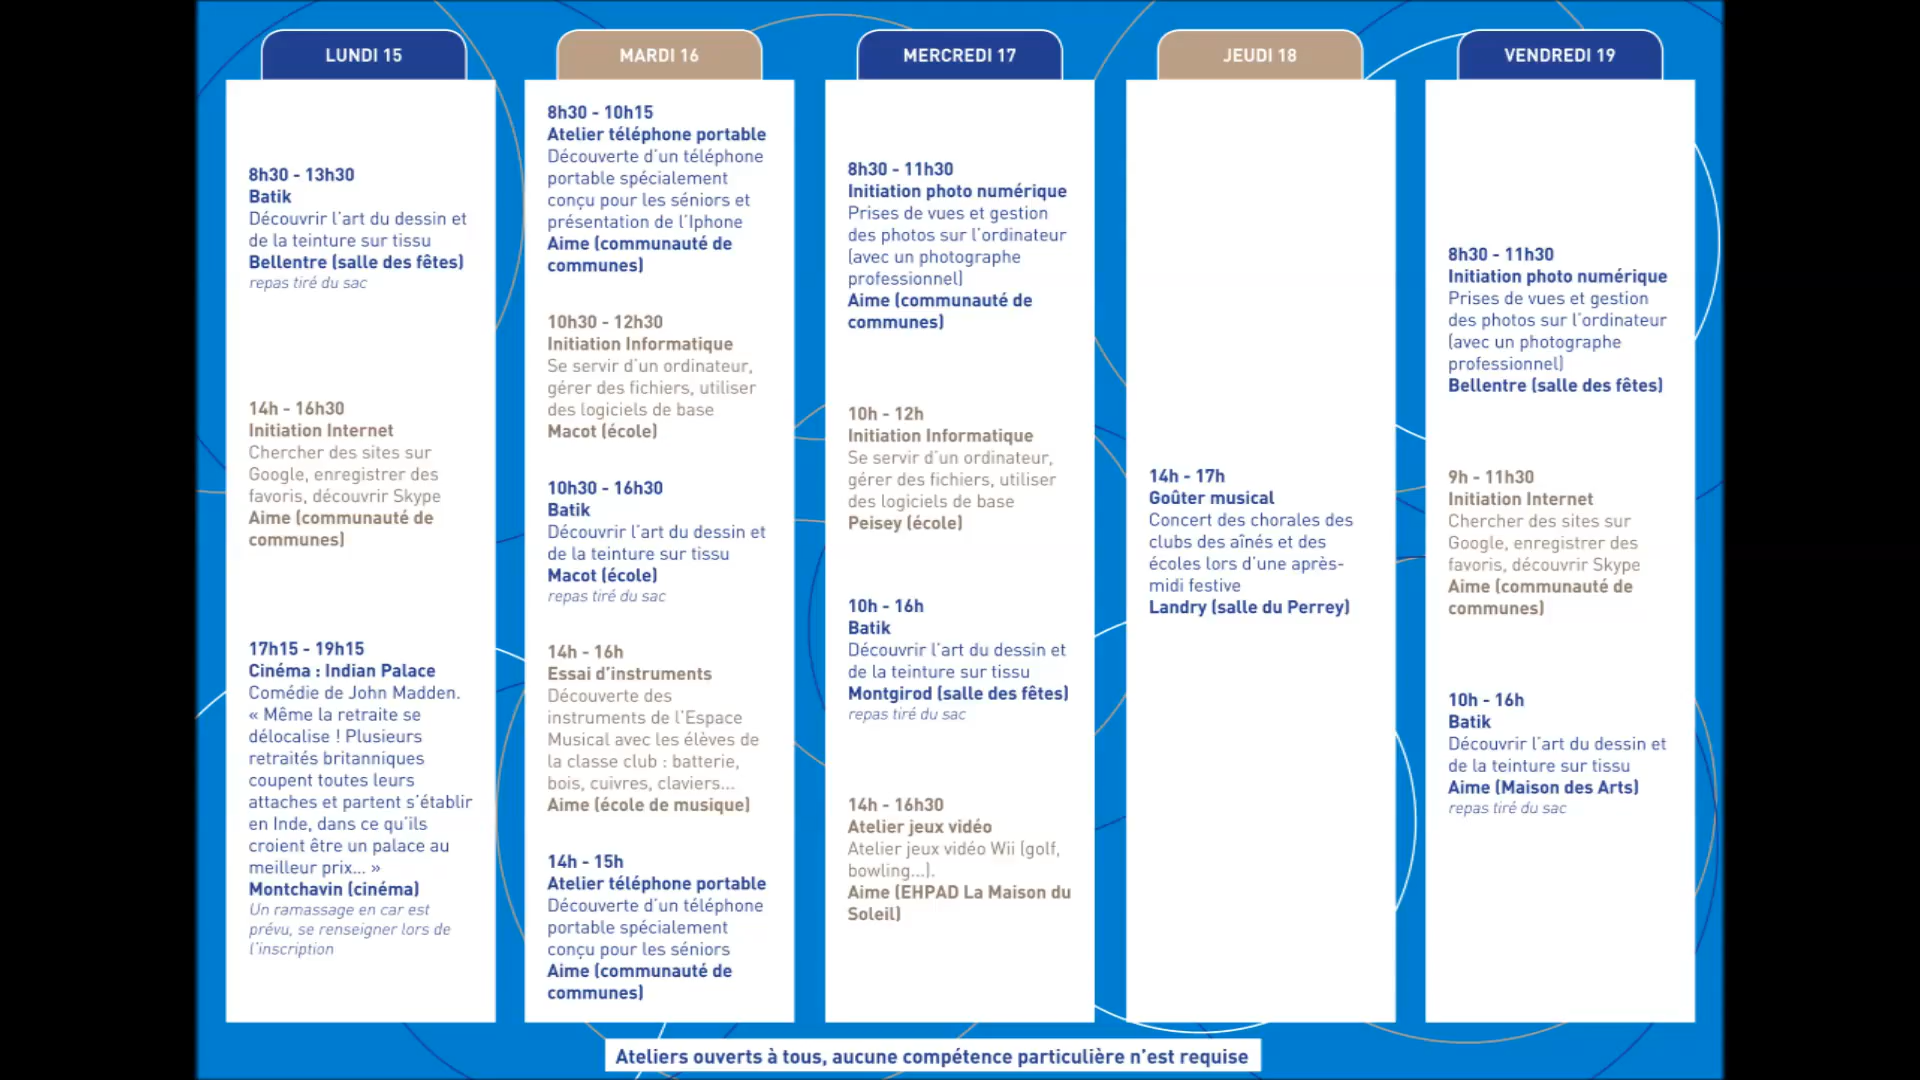 LUNDI 15
8h30 - 13h30
Batik
Découvrir l'art du dessin et
de la teinture sur tissu
Bellentre (salle des fêtes)
repas tiré du sac
14h - 16h30
Initiation Internet
Chercher des sites sur
Google, enregistrer des
favoris, découvrir Skype
Aime (communauté de
communes)
17h15 - 19h15
Cinéma : Indian Palace
Comédie de John Madden.
« Même la retraite se
délocalise ! Plusieurs
retraités britanniques
coupent toutes leurs
attaches et partent s'établir
en Inde, dans ce qu'ils
croient être un palace au
meilleur prix... »
Montchavin (cinéma)
Un ramassage en car est
prévu, se renseigner lors de
l'inscription
MARDI 16
8h30 - 10h15
Atelier téléphone portable
Découverte d'un téléphone
portable spécialement
conçu pour les séniors et
présentation de l'Iphone
Aime (communauté de
communes)
10h30 - 12h30
Initiation Informatique
Se servir d'un ordinateur,
gérer des fichiers, utiliser
des logiciels de base
Macot (école)
10h30 - 16h30
Batik
Découvrir l'art du dessin et
de la teinture sur tissu
Macot (école)
repas tiré du sac
14h - 16h
Essai d'instruments
Découverte des
instruments de l'Espace
Musical avec les élèves de
la classe club : batterie,
bois, cuivres, claviers...
Aime (école de musique)
14h - 15h
Atelier téléphone portable
Découverte d'un téléphone
portable spécialement
conçu pour les séniors
Aime (communauté de
communes)
MERCREDI 17
8h30 - 11h30
Initiation photo numérique
Prises de vues et gestion
des photos sur l'ordinateur
(avec un photographe
professionnel)
Aime (communauté de
communes)
10h - 12h
Initiation Informatique
Se servir d'un ordinateur,
gérer des fichiers, utiliser
des logiciels de base
Peisey (école)
10h - 16h
Batik
Découvrir l'art du dessin et
de la teinture sur tissu
Montgirod (salle des fêtes)
repas tiré du sac
14h - 16h30
Atelier jeux vidéo
Atelier jeux vidéo Wii (golf,
bowling...).
Aime (EHPAD La Maison du
Soleil)
JEUDI 18
14h - 17h
Goûter musical
Concert des chorales des
clubs des aînés et des
écoles lors d'une après-
midi festive
Landry (salle du Perrey)
VENDREDI 19
8h30 - 11h30
Initiation photo numérique
Prises de vues et gestion
des photos sur l'ordinateur
(avec un photographe
professionnel)
Bellentre (salle des fêtes)
9h - 11h30
Initiation Internet
Chercher des sites sur
Google, enregistrer des
favoris, découvrir Skype
Aime (communauté de
communes)
10h - 16h
Batik
Découvrir l'art du dessin et
de la teinture sur tissu
Aime (Maison des Arts)
repas tiré du sac
Ateliers ouverts à tous, aucune compétence particulière n'est requise